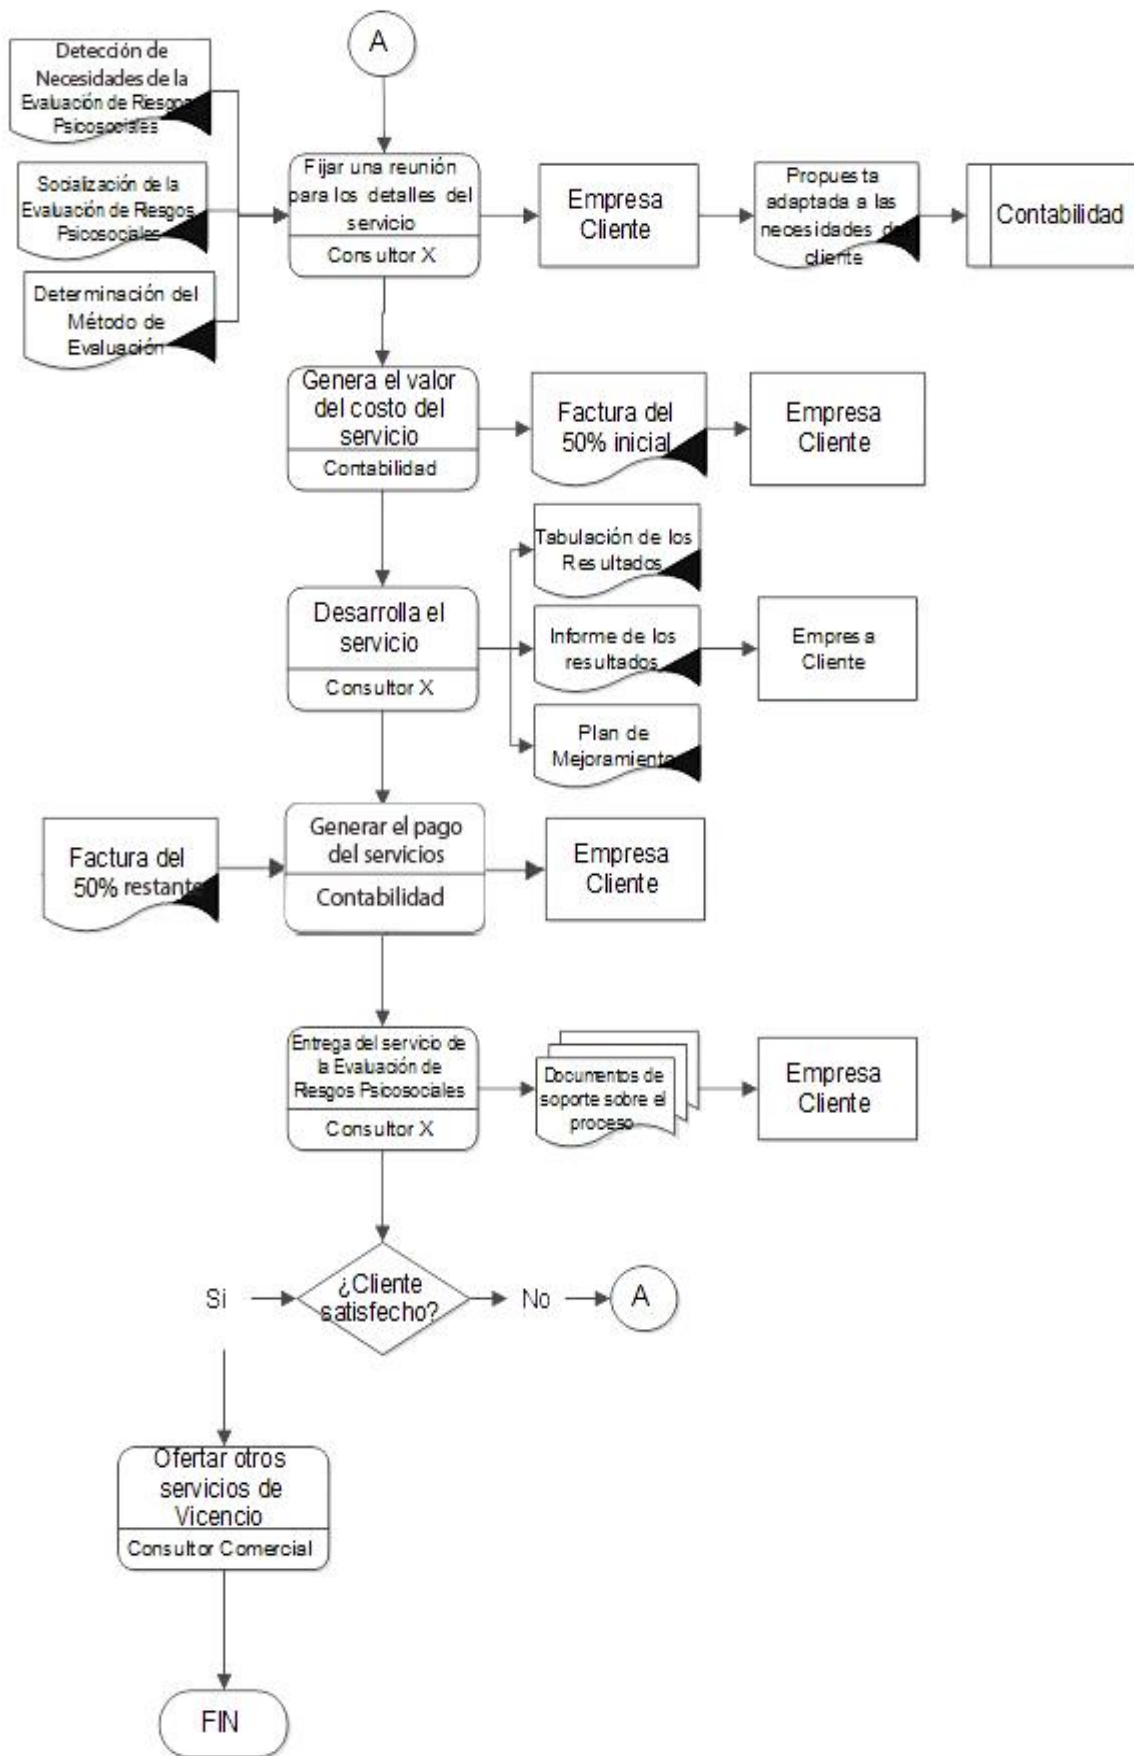 A
Detección de
Necesidades de la
Evaluación de Riesgos
Psicosociales
Socialización de la
Evaluación de Riesgos
Psicosociales
Determinación del
Método de
Evaluación
Fijar una reunión
para los detalles del
servicio
Consultor X
Empresa
Cliente
Propuesta
adaptada a las
necesidades del
cliente
Contabilidad
Genera el valor
del costo del
servicio
Contabilidad
Factura del
50% inicial
Empresa
Cliente
Desarrolla el
servicio
Consultor X
Tabulación de los
Resultados
Informe de los
resultados
Plan de
Mejoramiento
Empresa
Cliente
Factura del
50% restante
Generar el pago
del servicios
Contabilidad
Empresa
Cliente
Entrega del servicio de
la Evaluación de
Riesgos Psicosociales
Consultor X
Documentos de
soporte sobre el
proceso
Empresa
Cliente
¿Cliente
satisfecho?
Si
No
A
Ofertar otros
servicios de
Vicencio
Consultor Comercial
FIN